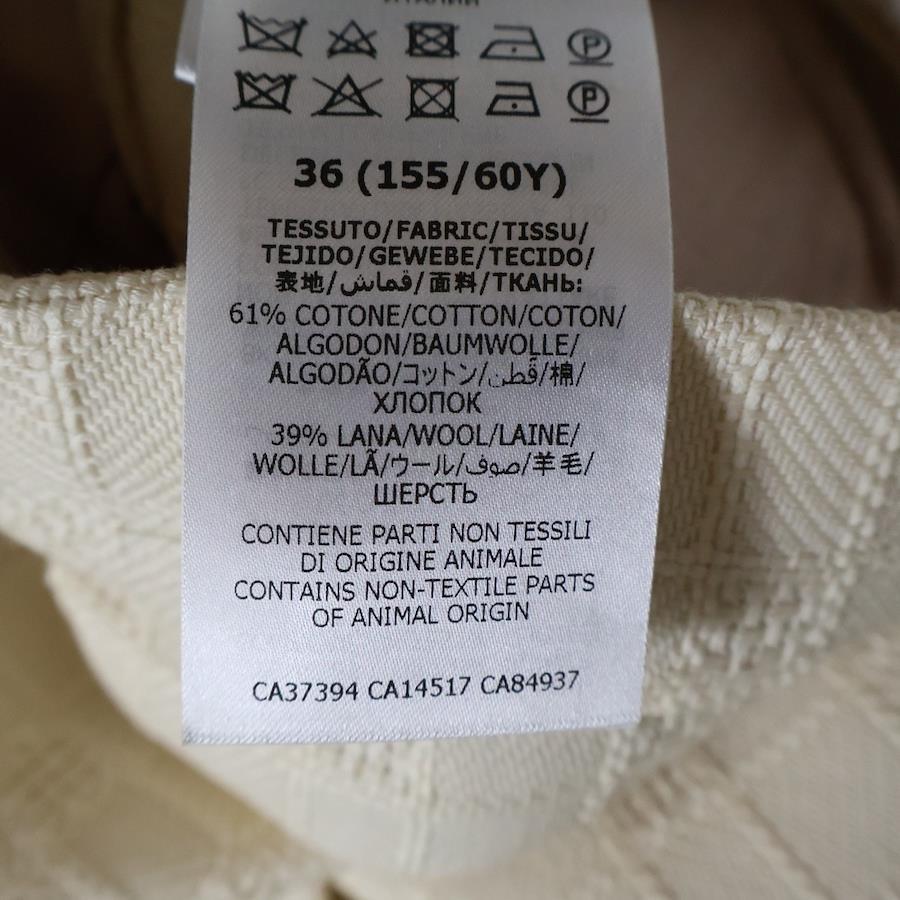 ИТАЛИИ
36 (155/60Y)
TESSUTO/FABRIC/TISSU/
TEJIDO/GEWEBE/TECIDO/
表地/قماش/面料/ТКАНЬ:
61% COTONE/COTTON/COTON/
ALGODON/BAUMWOLLE/
ALGODÃO/コットン/قُطن/棉/
ХЛОПОК
39% LANA/WOOL/LAINE/
WOLLE/LÃ/ウール/صوف/羊毛/
ШЕРСТЬ
CONTIENE PARTI NON TESSILI
DI ORIGINE ANIMALE
CONTAINS NON-TEXTILE PARTS
OF ANIMAL ORIGIN
CA37394 CA14517 CA84937